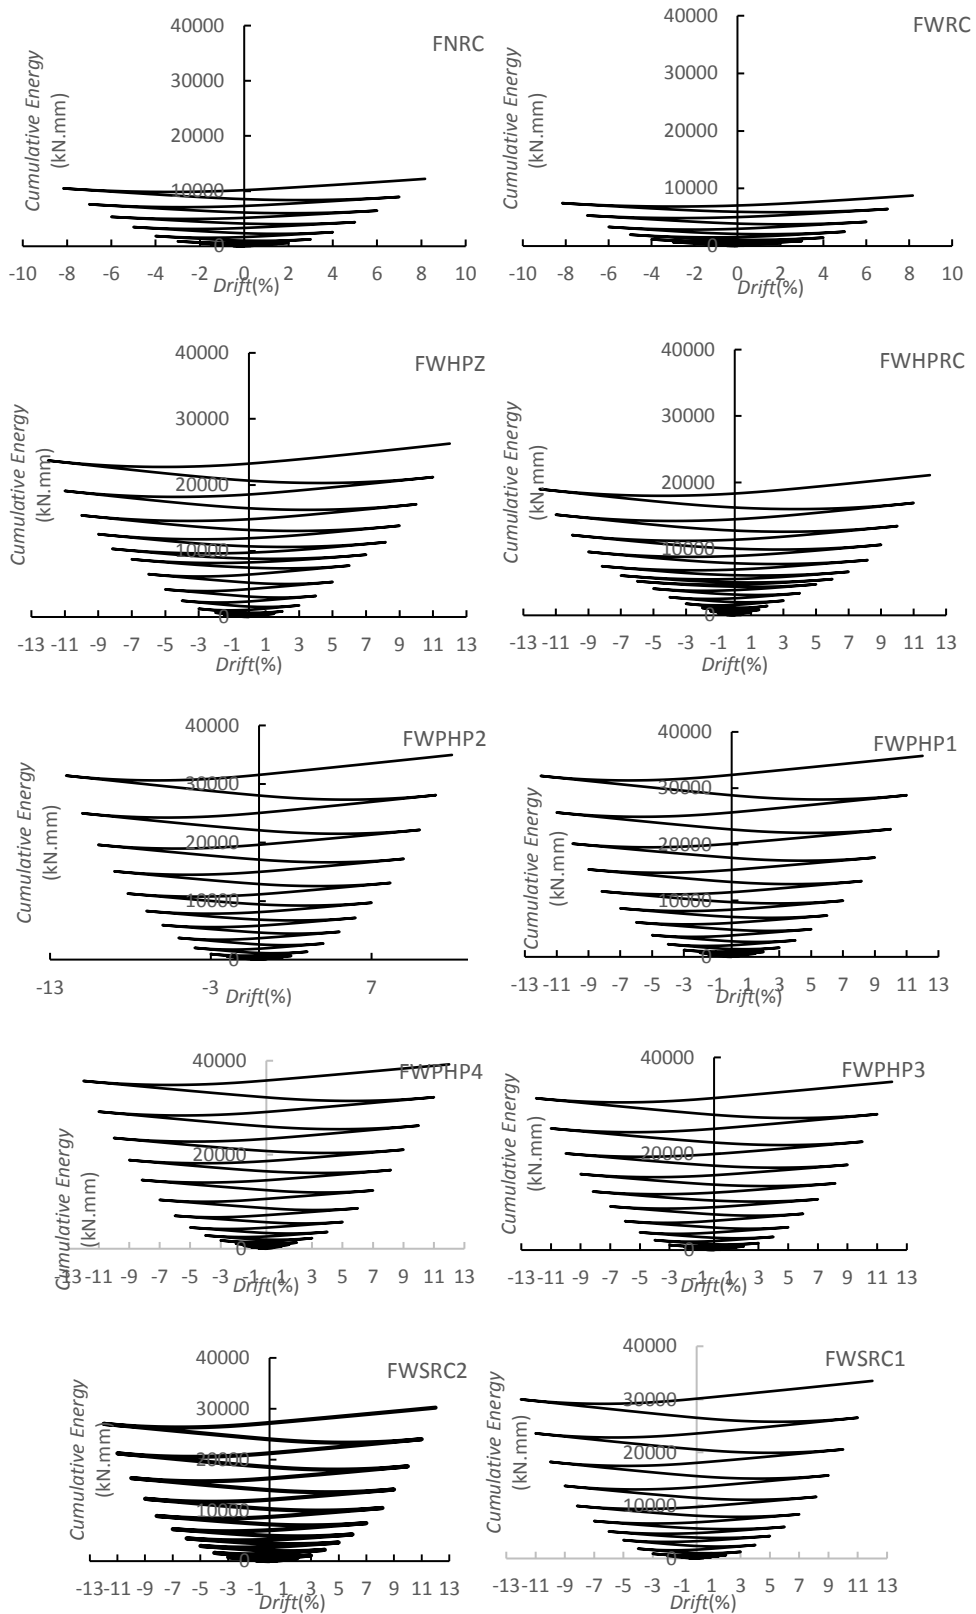 40000
FNRC
30000
20000
10000
0
Cumulative Energy
(kN.mm)
-10 -8 -6 -4 -2 0 2 4 6 8 10
Drift(%)
40000
FWRC
30000
20000
10000
0
Cumulative Energy
(kN.mm)
-10 -8 -6 -4 -2 0 2 4 6 8 10
Drift(%)
40000
FWHPZ
30000
20000
10000
0
Cumulative Energy
(kN.mm)
-13 -11 -9 -7 -5 -3 -1 1 3 5 7 9 11 13
Drift(%)
40000
FWHPRC
30000
20000
10000
0
Cumulative Energy
(kN.mm)
-13 -11 -9 -7 -5 -3 -1 1 3 5 7 9 11 13
Drift(%)
40000
FWPHP2
30000
20000
10000
0
Cumulative Energy
(kN.mm)
-13 -3 7
Drift(%)
40000
FWPHP1
30000
20000
10000
0
Cumulative Energy
(kN.mm)
-13 -11 -9 -7 -5 -3 -1 1 3 5 7 9 11 13
Drift(%)
40000
FWPHP4
20000
0
Cumulative Energy
(kN.mm)
-13 -11 -9 -7 -5 -3 -1 1 3 5 7 9 11 13
Drift(%)
40000
FWPHP3
20000
0
Cumulative Energy
(kN.mm)
-13 -11 -9 -7 -5 -3 -1 1 3 5 7 9 11 13
Drift(%)
40000
FWSRC2
30000
20000
10000
0
Cumulative Energy
(kN.mm)
-13 -11 -9 -7 -5 -3 -1 1 3 5 7 9 11 13
Drift(%)
40000
FWSRC1
30000
20000
10000
0
Cumulative Energy
(kN.mm)
-13 -11 -9 -7 -5 -3 -1 1 3 5 7 9 11 13
Drift(%)